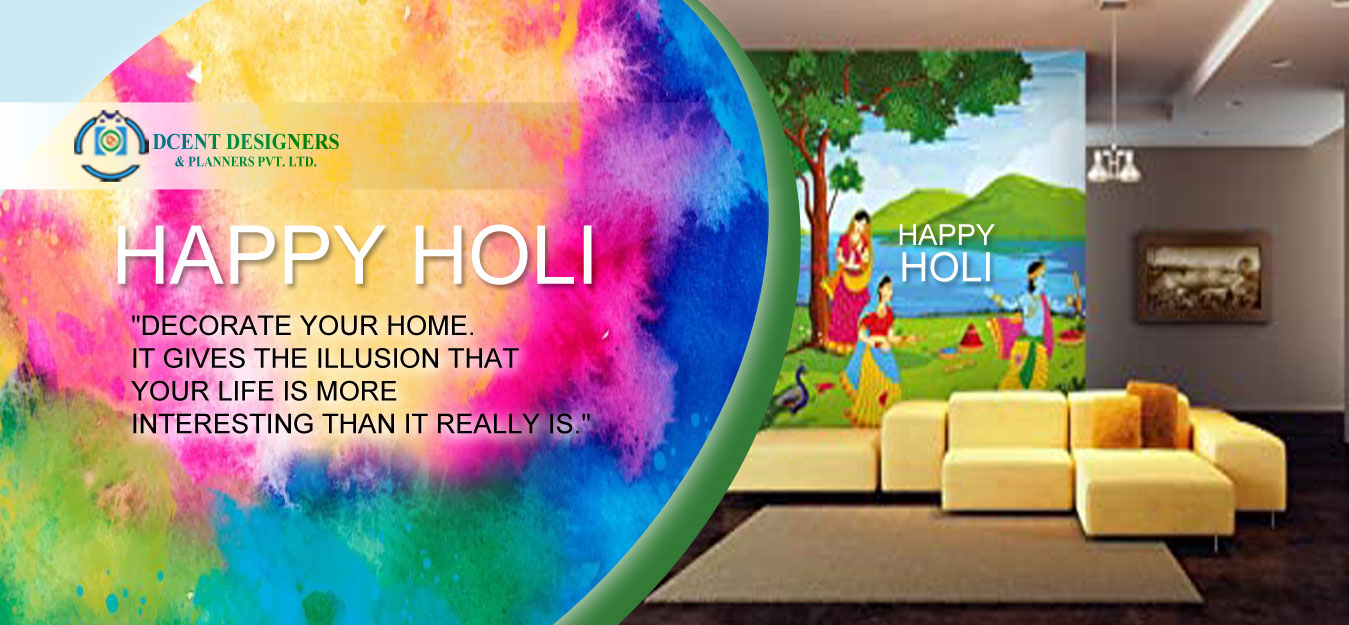 DCENT DESIGNERS
& PLANNERS PVT. LTD.
HAPPY HOLI
"DECORATE YOUR HOME.
IT GIVES THE ILLUSION THAT
YOUR LIFE IS MORE
INTERESTING THAN IT REALLY IS."
HAPPY
HOLI